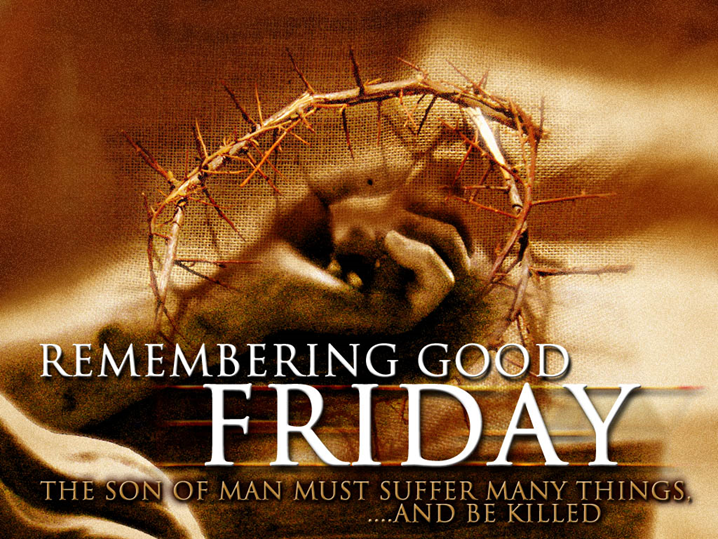 REMEMBERING GOOD
FRIDAY
THE SON OF MAN MUST SUFFER MANY THINGS,
....AND BE KILLED